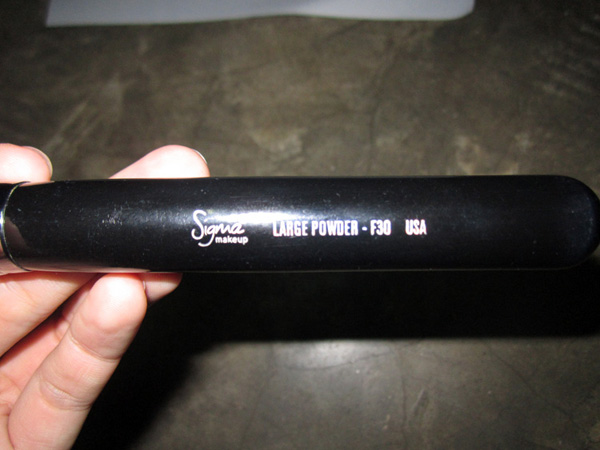 Sigma makeup LARGE POWDER - F30 USA